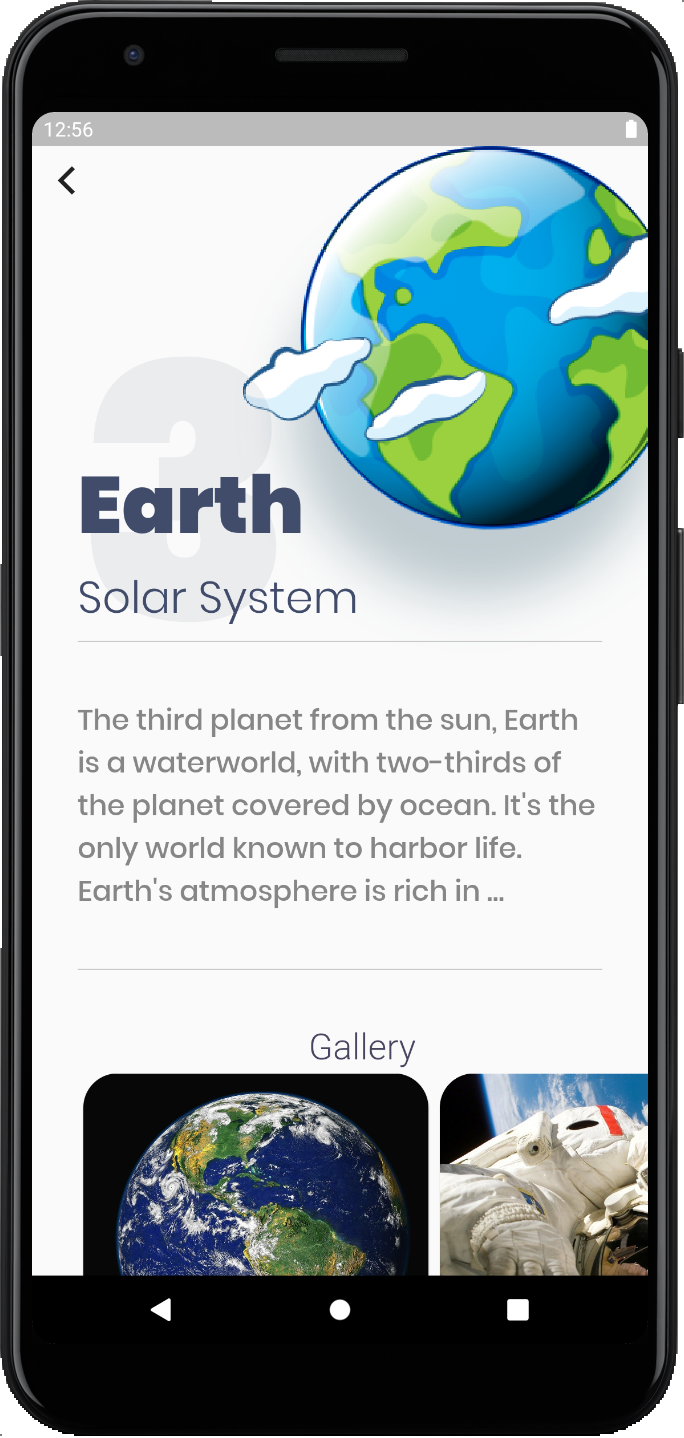 12:56
3
Earth
Solar System
The third planet from the sun, Earth
is a waterworld, with two-thirds of
the planet covered by ocean. It's the
only world known to harbor life.
Earth's atmosphere is rich in ...
Gallery